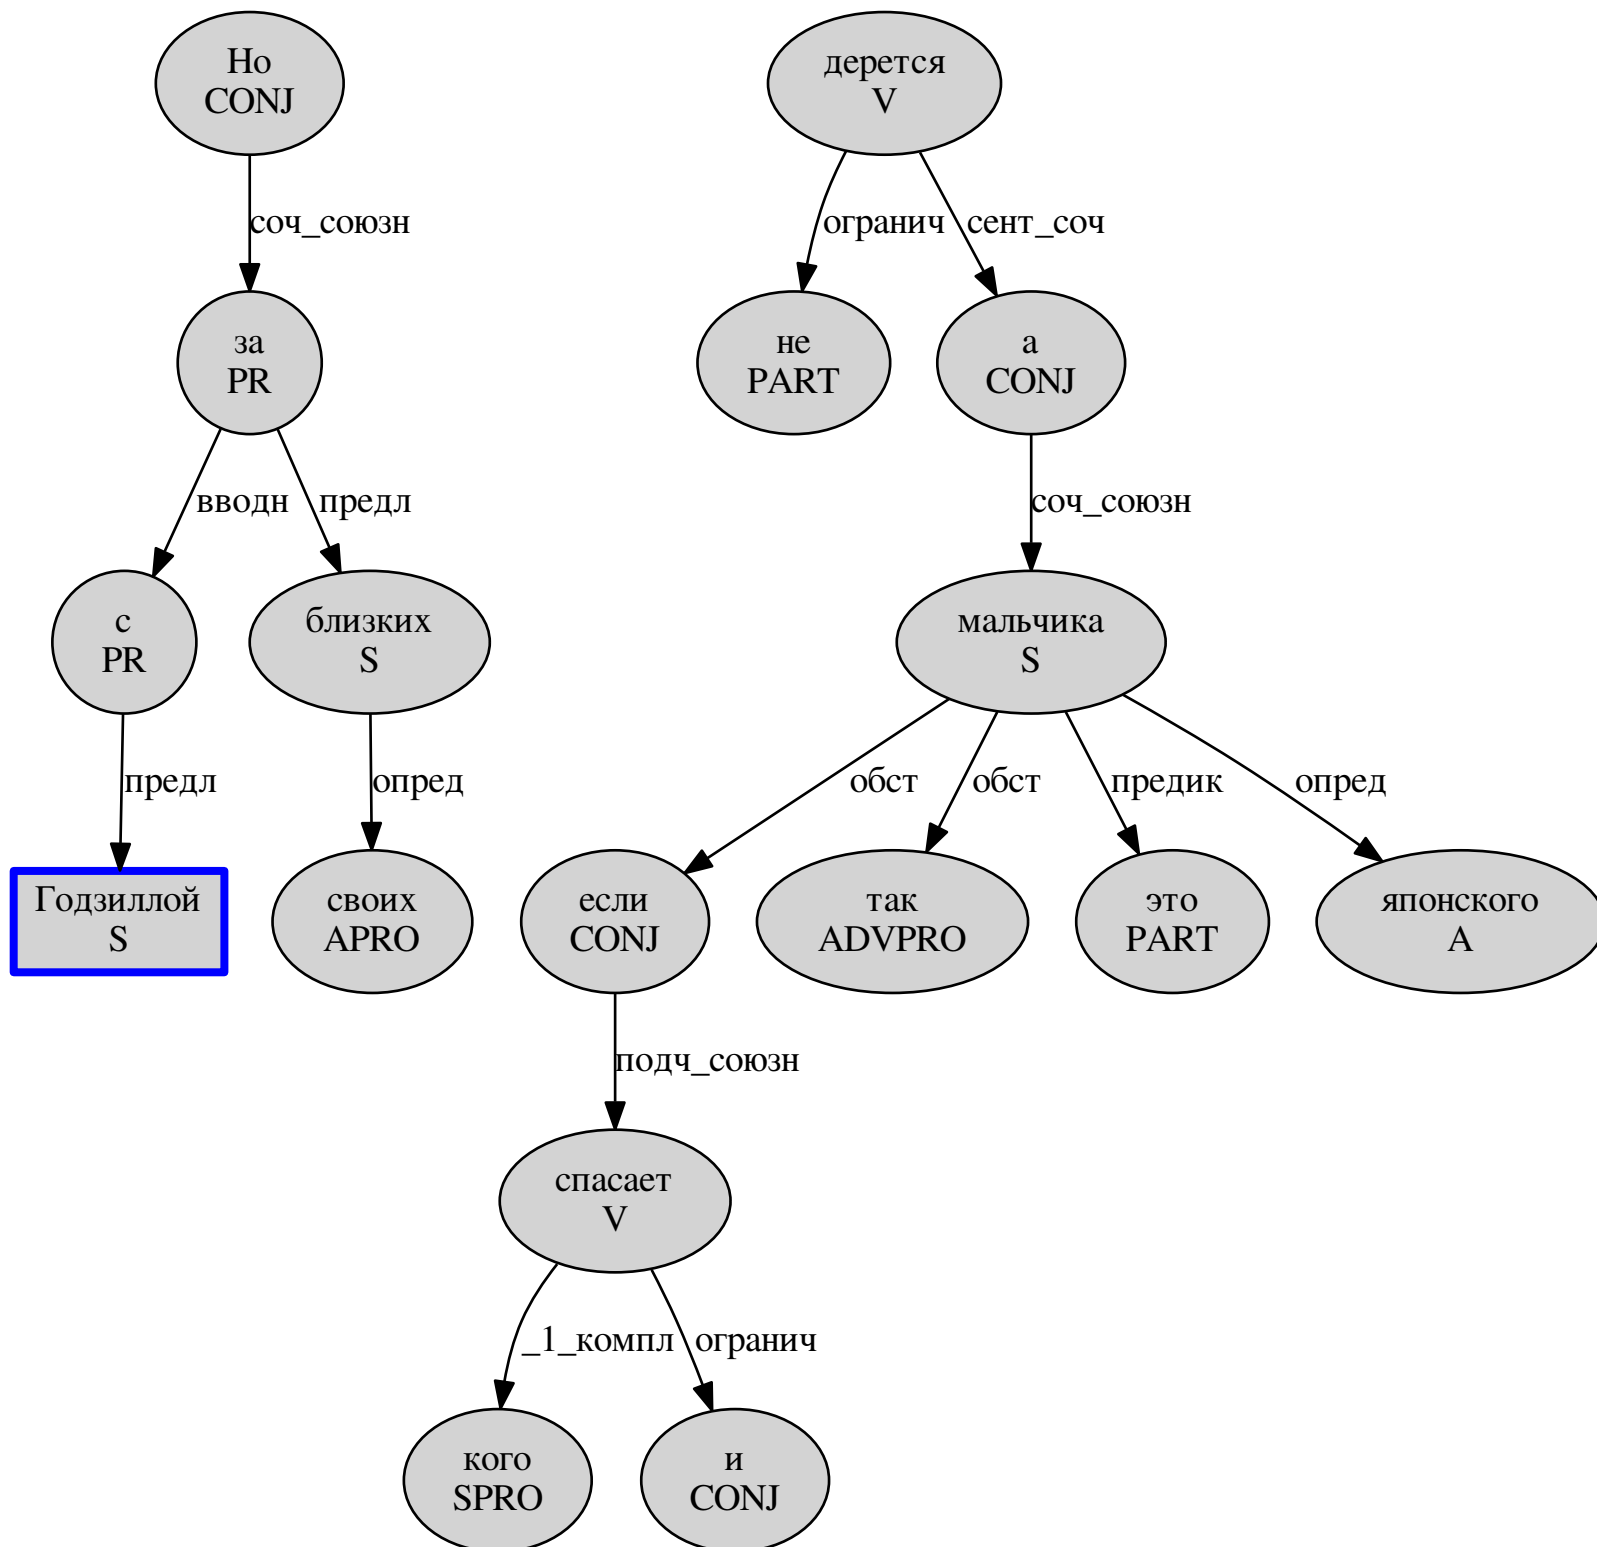 Но
CONJ
дерется
V
соч_союзн
огранич
сент_соч
за
PR
не
PART
а
CONJ
вводн
предл
соч_союзн
с
PR
близких
S
мальчика
S
предл
опред
обст
обст
предик
опред
Годзиллой
S
своих
APRO
если
CONJ
так
ADVPRO
это
PART
японского
A
подч_союзн
спасает
V
_1_компл
огранич
кого
SPRO
и
CONJ